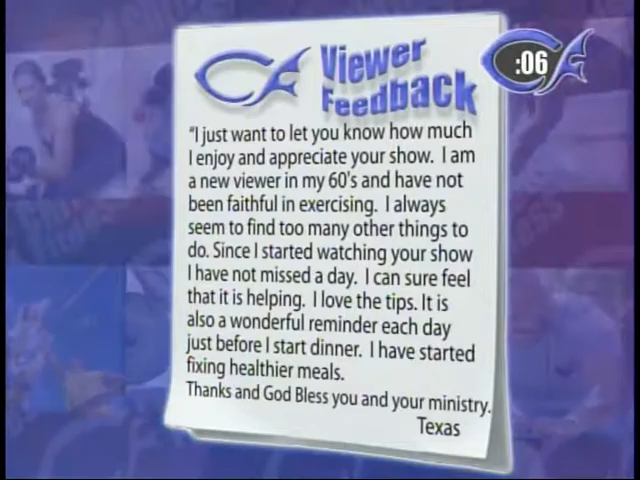 Viewer
Feedback
:06
"I just want to let you know how much
I enjoy and appreciate your show. I am
a new viewer in my 60's and have not
been faithful in exercising. I always
seem to find too many other things to
do. Since I started watching your show
I have not missed a day. I can sure feel
that it is helping. I love the tips. It is
also a wonderful reminder each day
just before I start dinner. I have started
fixing healthier meals.
Thanks and God Bless you and your ministry.
Texas